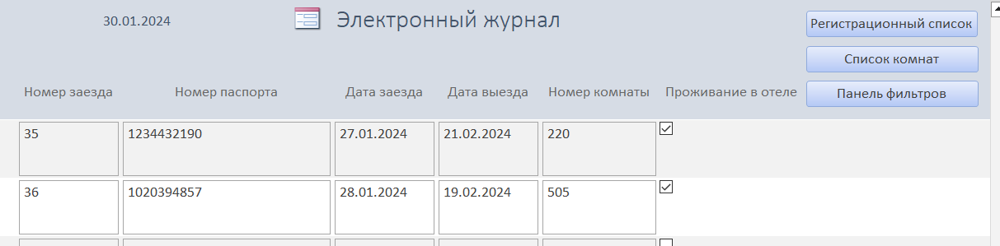 30.01.2024
Электронный журнал
Регистрационный список
Список комнат
Панель фильтров
Номер заезда Номер паспорта Дата заезда Дата выезда Номер комнаты Проживание в отеле
35 1234432190 27.01.2024 21.02.2024 220
36 1020394857 28.01.2024 19.02.2024 505